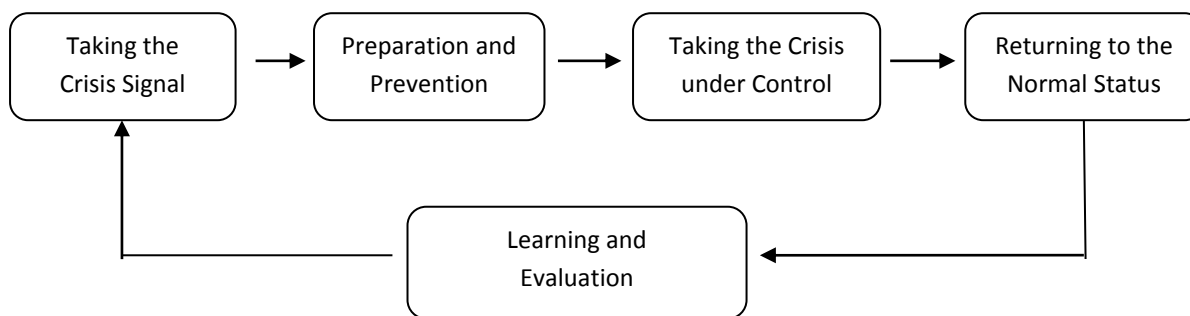 Taking the
Crisis Signal
Preparation and
Prevention
Taking the Crisis
under Control
Returning to the
Normal Status
Learning and
Evaluation